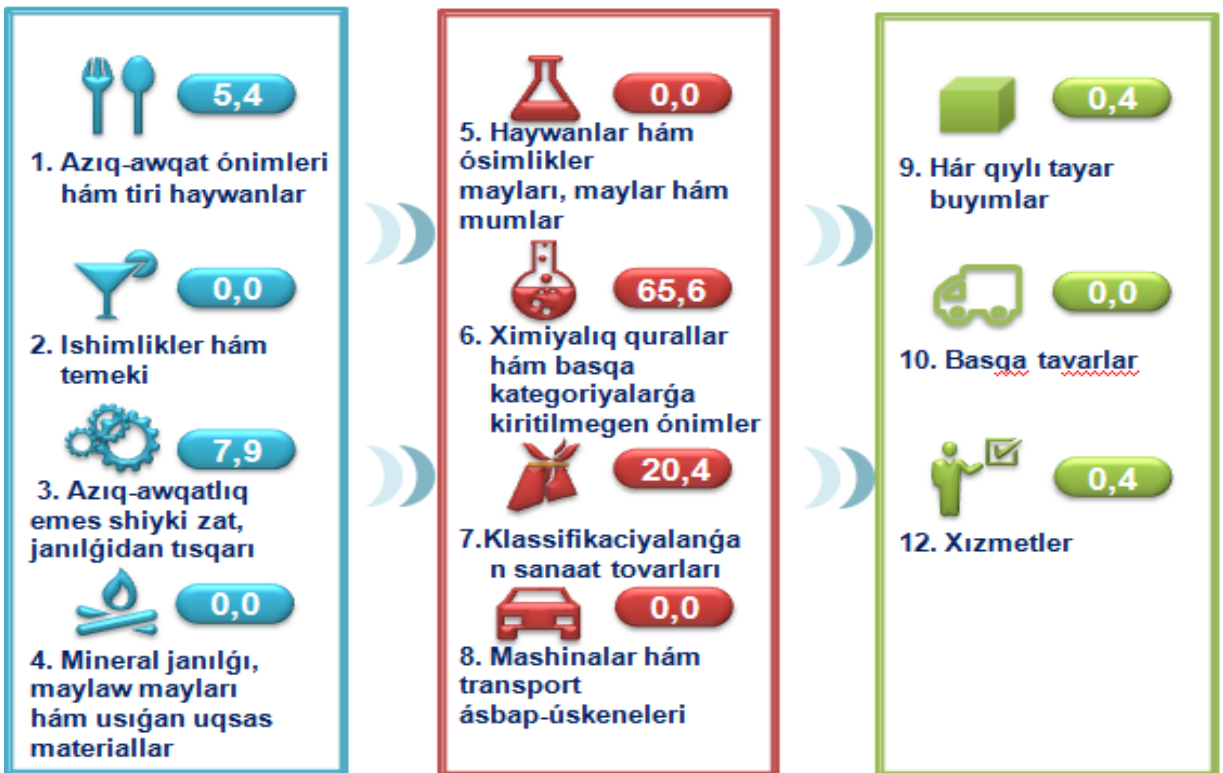 5,4
1. Azıq-awqat ónimleri
hám tiri haywanlar
0,0
2. Ishimlikler hám
temeki
7,9
3. Azıq-awqatlıq
emes shiyki zat,
janılǵidan tısqarı
0,0
4. Mineral janılǵı,
maylaw mayları
hám usıǵan uqsas
materiallar
0,0
5. Haywanlar hám
ósimlikler
mayları, maylar hám
mumlar
65,6
6. Ximiyalıq qurallar
hám basqa
kategoriyalarǵa
kiritilmegen ónimler
20,4
7.Klassifikaciyalanǵa
n sanaat tovarları
0,0
8. Mashinalar hám
transport
ásbap-úskeneleri
0,4
9. Hár qıylı tayar
buyımlar
0,0
10. Basqa tavarlar
0,4
12. Xızmetler